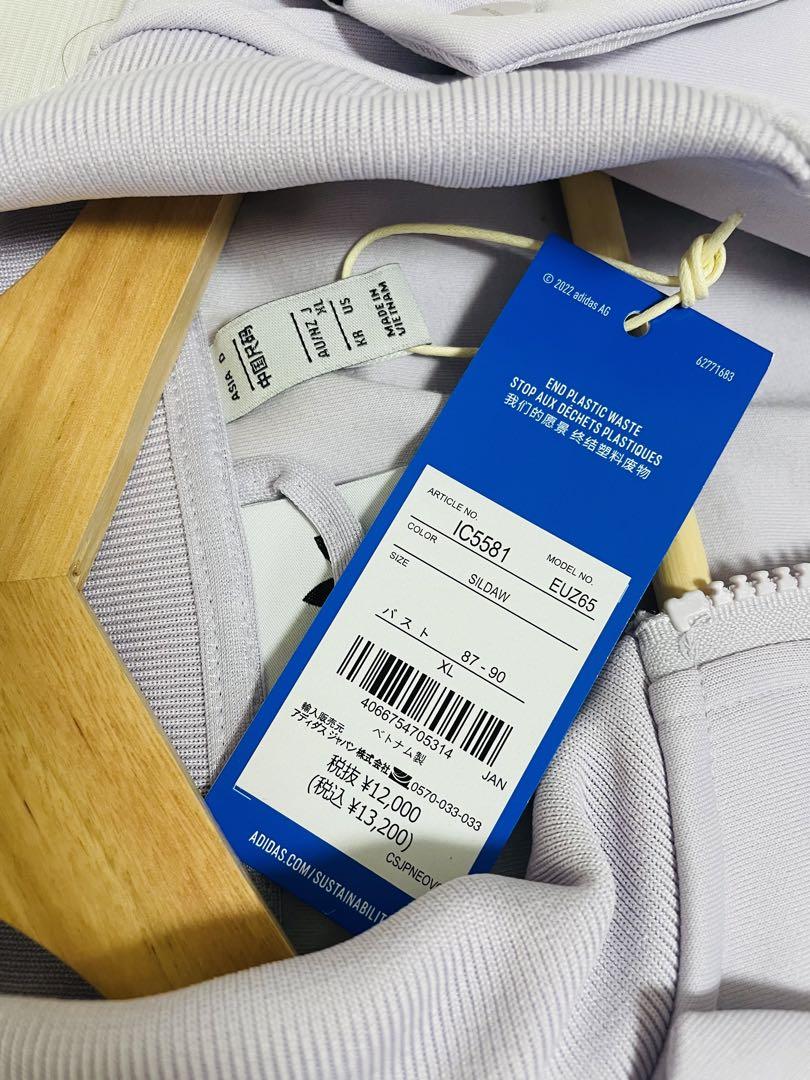 © 2022 adidas AG
62771683
END PLASTIC WASTE
STOP AUX DÉCHETS PLASTIQUES
我们的愿景 终结塑料废物
ARTICLE NO.
IC5581
MODEL NO.
EUZ65
COLOR
SILDAW
SIZE
バスト 87 - 90
XL
4066754705314
JAN
ベトナム製
輸入販売元
アディダス ジャパン 株式会社
0570-033-033
税抜 ¥12,000
(税込 ¥13,200)
CSJPNEOV
ADIDAS.COM/SUSTAINABILIT
MADE IN
VIETNAM
US
KR
XL
J
AU/NZ
中国尺码
D
ASIA